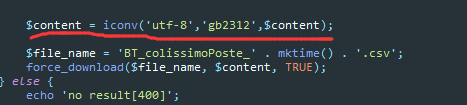 $content = iconv('utf-8','gb2312',$content);
$file_name = 'BT_colissimoPoste_' . mktime() . '.csv';
force_download($file_name, $content, TRUE);
} else {
echo 'no result[400]';